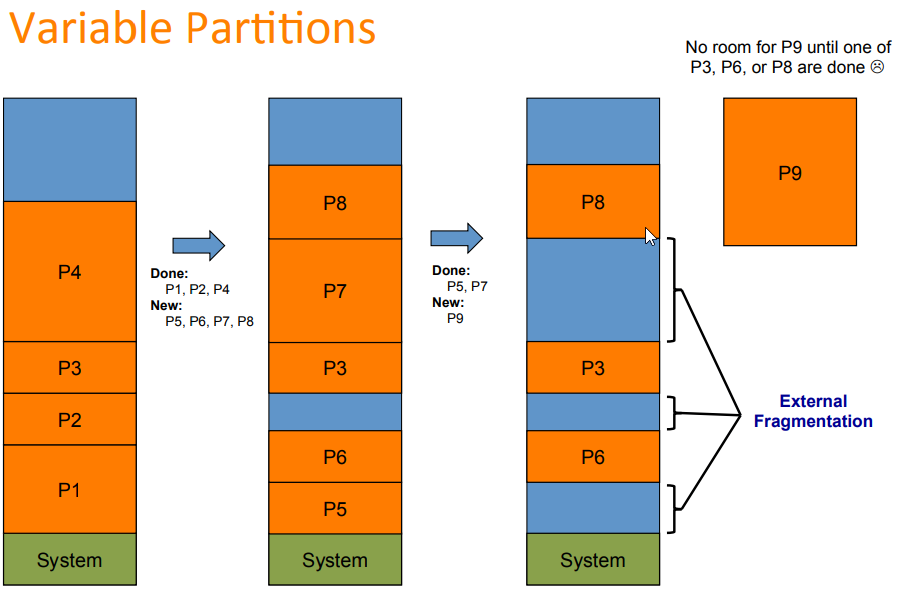 Variable Partitions
No room for P9 until one of
P3, P6, or P8 are done ☹
P4
P3
P2
P1
System
Done:
P1, P2, P4
New:
P5, P6, P7, P8
P8
P7
P3
P6
P5
System
Done:
P5, P7
New:
P9
P8
P3
P6
System
P9
External
Fragmentation